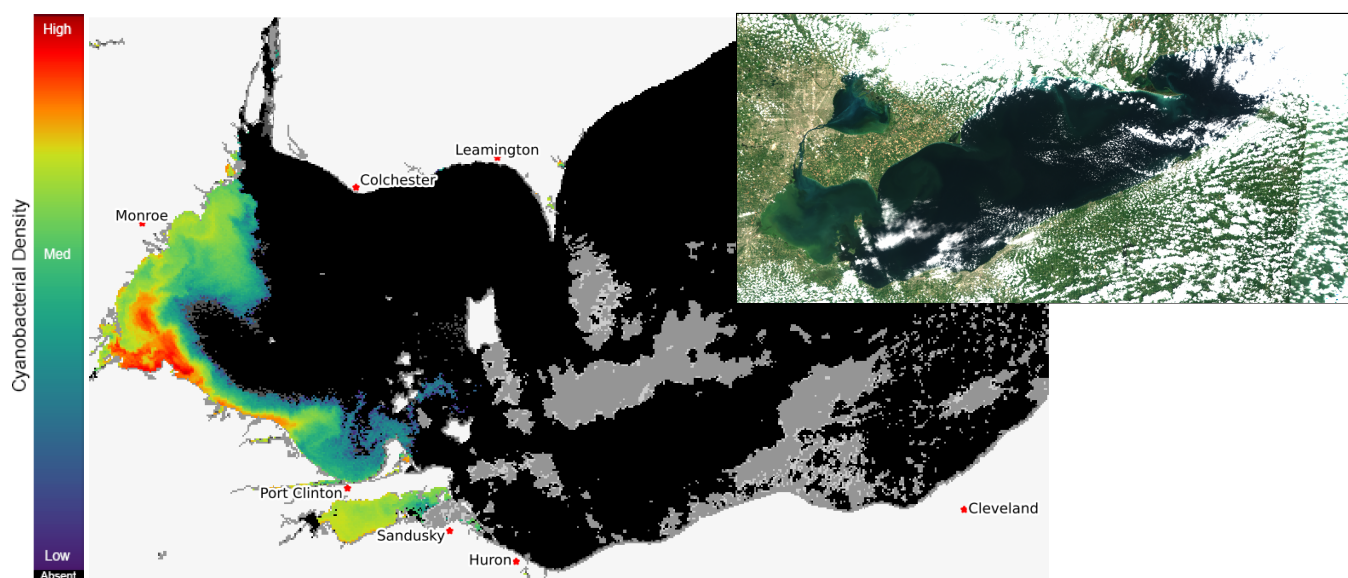 High
Cyanobacterial Density
Med
Low
Absent
Leamington
Colchester
Monroe
Port Clinton
Sandusky
Huron
Cleveland